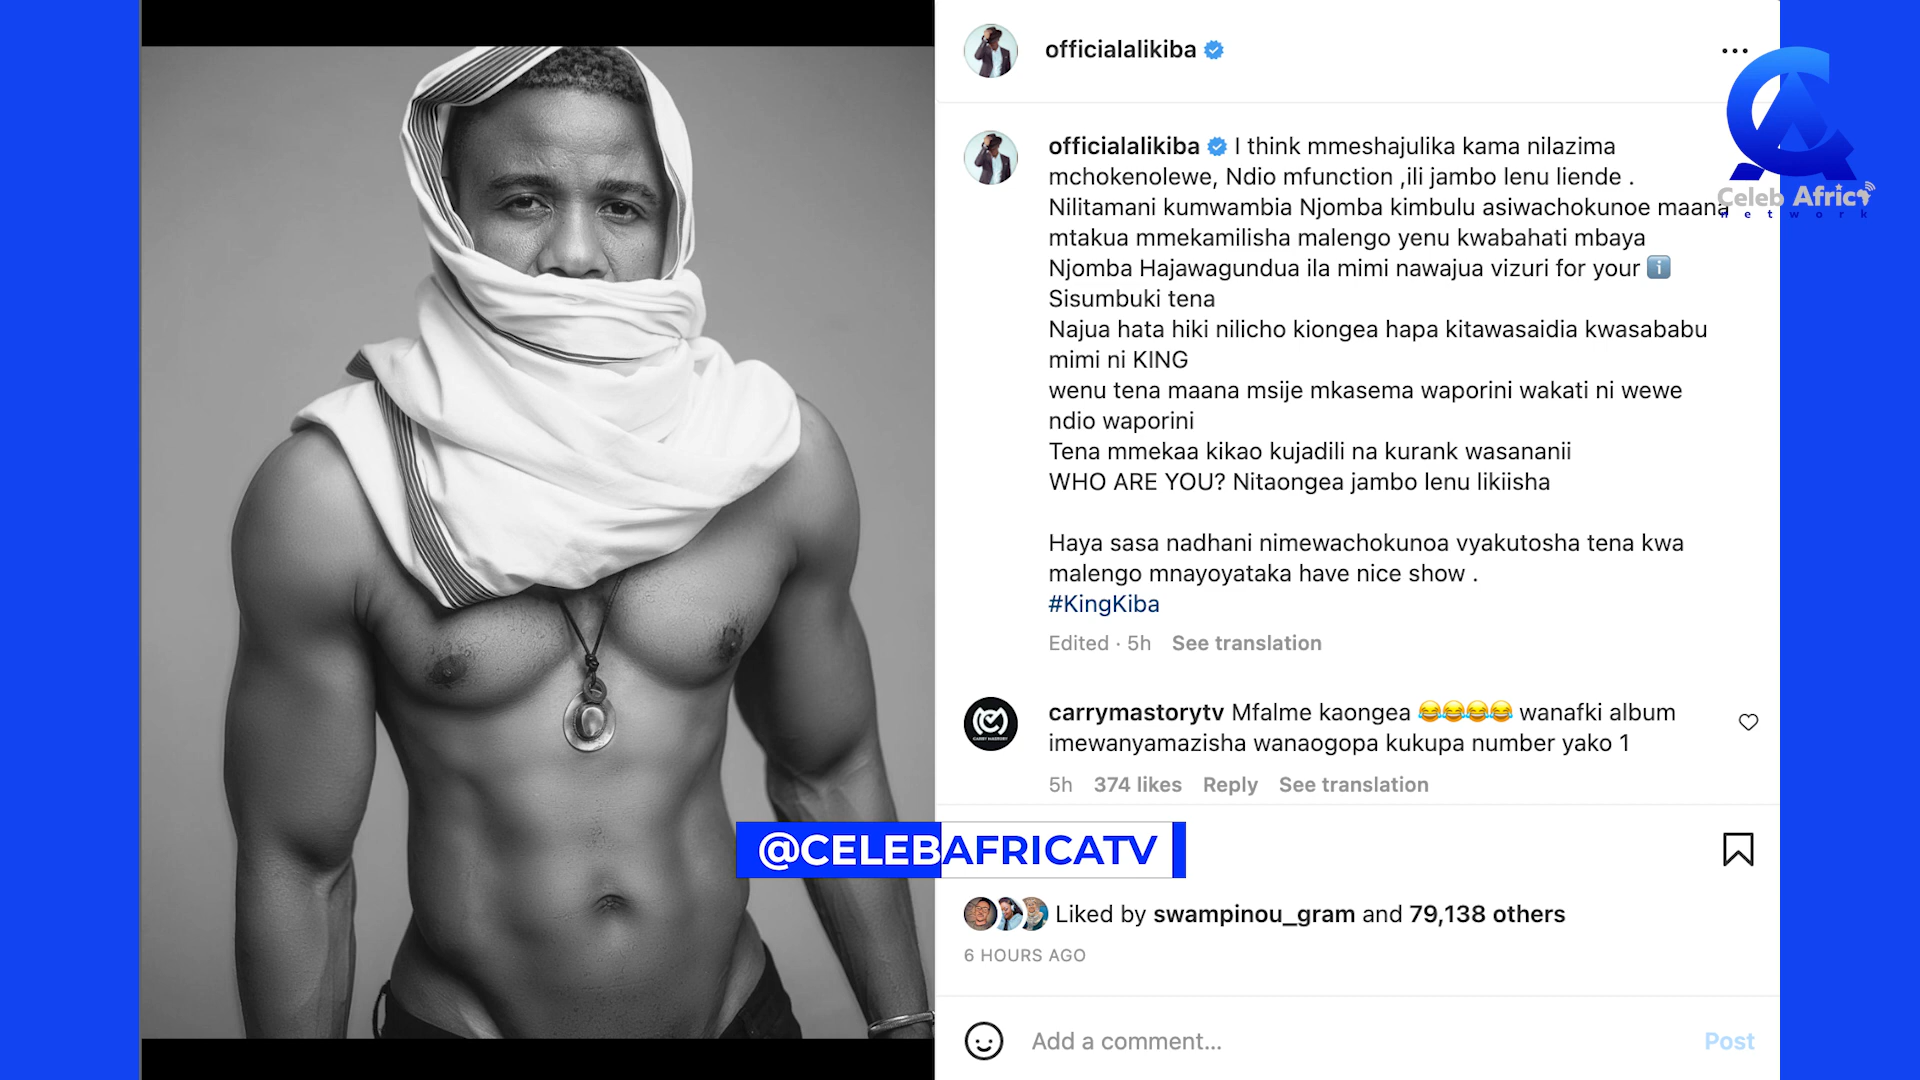 officialalikiba
Celeb Africa
network
officialalikiba I think mmeshajulika kama nilazima
mchokenolewe, Ndio mfunction ,ili jambo lenu liende .
Nilitamani kumwambia Njomba kimbulu asiwachokunoe maana
mtakua mmekamilisha malengo yenu kwabahati mbaya
Njomba Hajawagundua ila mimi nawajua vizuri for your ℹ️
Sisumbuki tena
Najua hata hiki nilicho kiongea hapa kitawasaidia kwasababu
mimi ni KING
wenu tena maana msije mkasema waporini wakati ni wewe
ndio waporini
Tena mmekaa kikao kujadili na kurank wasananii
WHO ARE YOU? Nitaongea jambo lenu likiisha
Haya sasa nadhani nimewachokunoa vyakutosha tena kwa
malengo mnayoyataka have nice show .
#KingKiba
Edited · 5h See translation
carrymastorytv Mfalme kaongea 😂😂😂😂 wanafki album
imewanyamazisha wanaogopa kukupa number yako 1
5h 374 likes Reply See translation
@CELEBAFRICATV
Liked by swampinou_gram and 79,138 others
6 HOURS AGO
Add a comment... Post